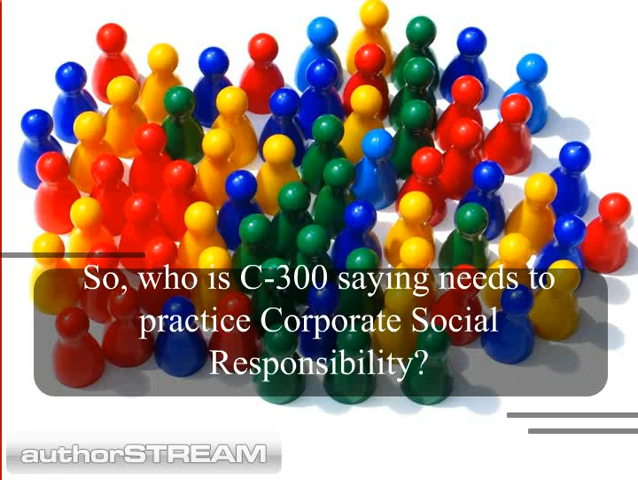 So, who is C-300 saying needs to
practice Corporate Social
Responsibility?
authorSTREAM